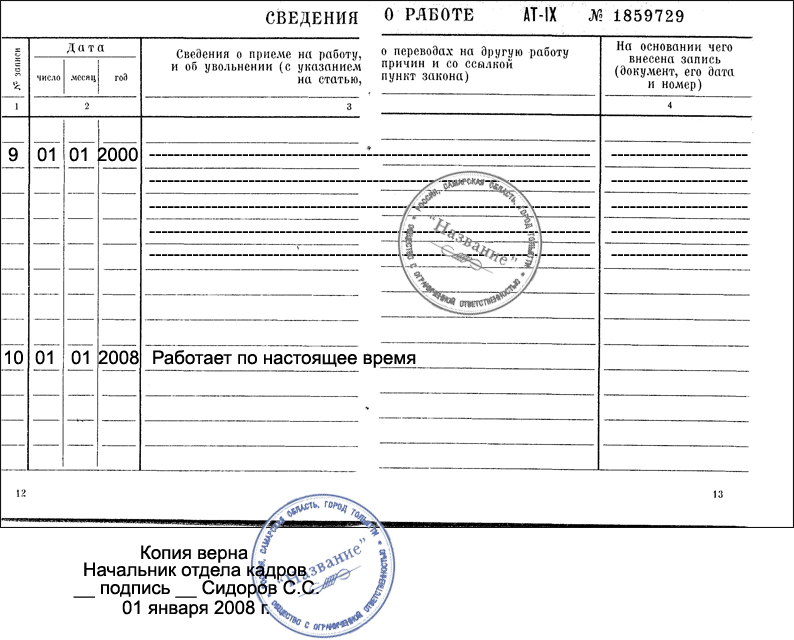 СВЕДЕНИЯ О РАБОТЕ АТ-IX № 1859729
№ записи
Дата
число месяц год
Сведения о приеме на работу, о переводах на другую работу
и об увольнении (с указанием причин и со ссылкой
на статью, пункт закона)
На основании чего
внесена запись
(документ, его дата
и номер)
1 2 3 4
9 01 01 2000
РОССИЯ, САМАРСКАЯ ОБЛАСТЬ, ГОРОД ТОЛЬЯТТИ
* ОБЩЕСТВО С ОГРАНИЧЕННОЙ ОТВЕТСТВЕННОСТЬЮ *
"Название"
10 01 01 2008 Работает по настоящее время
12 13
Копия верна
Начальник отдела кадров
__ подпись __ Сидоров С.С.
01 января 2008 г.
РОССИЯ, САМАРСКАЯ ОБЛАСТЬ, ГОРОД ТОЛЬЯТТИ
* ОБЩЕСТВО С ОГРАНИЧЕННОЙ ОТВЕТСТВЕННОСТЬЮ *
"Название"